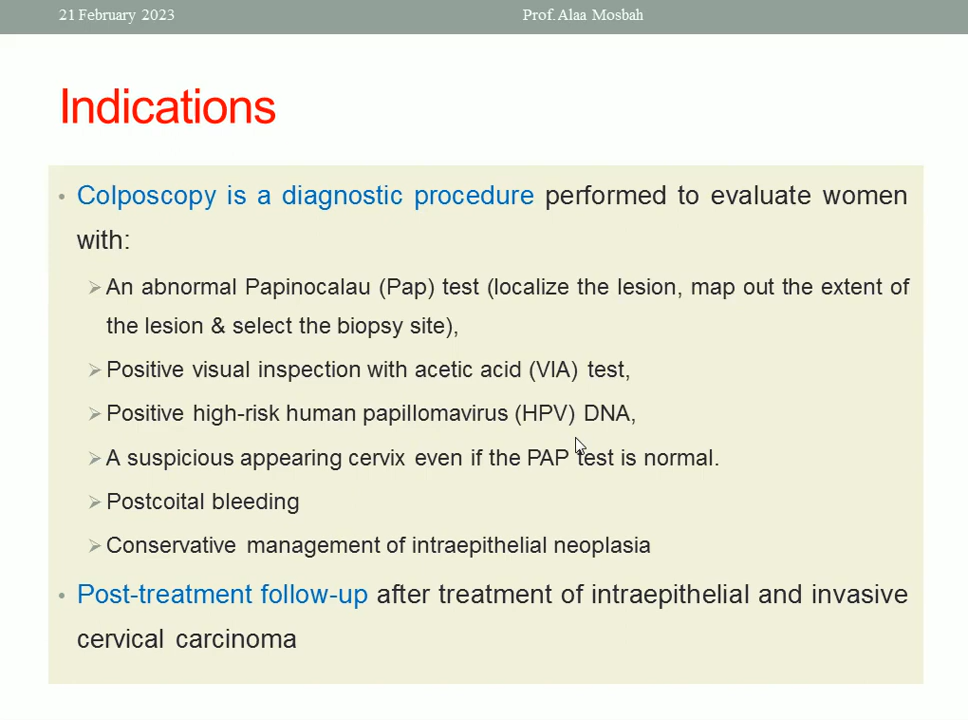 21 February 2023
Prof. Alaa Mosbah
Indications
• Colposcopy is a diagnostic procedure performed to evaluate women
with:
➢ An abnormal Papinocalau (Pap) test (localize the lesion, map out the extent of
the lesion & select the biopsy site),
➢ Positive visual inspection with acetic acid (VIA) test,
➢ Positive high-risk human papillomavirus (HPV) DNA,
➢ A suspicious appearing cervix even if the PAP test is normal.
➢ Postcoital bleeding
➢ Conservative management of intraepithelial neoplasia
• Post-treatment follow-up after treatment of intraepithelial and invasive
cervical carcinoma